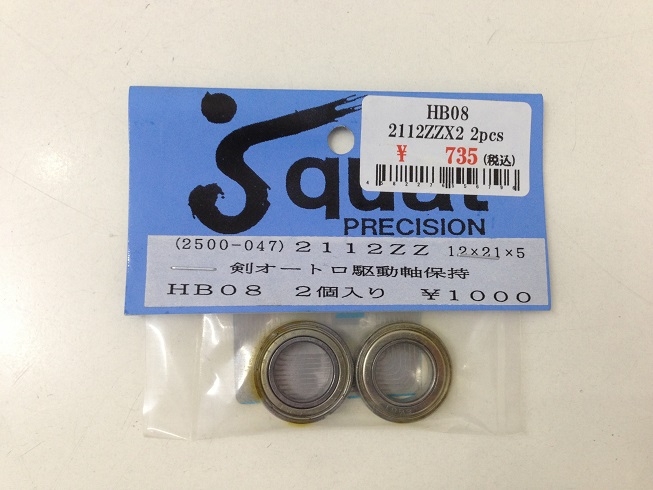 HB08
2112ZZX2 2pcs
¥ 735 (税込)
Squat
PRECISION
(2500-047) 2112ZZ 12×21×5
剣オートロ駆動軸保持
HB08 2個入り ¥1000